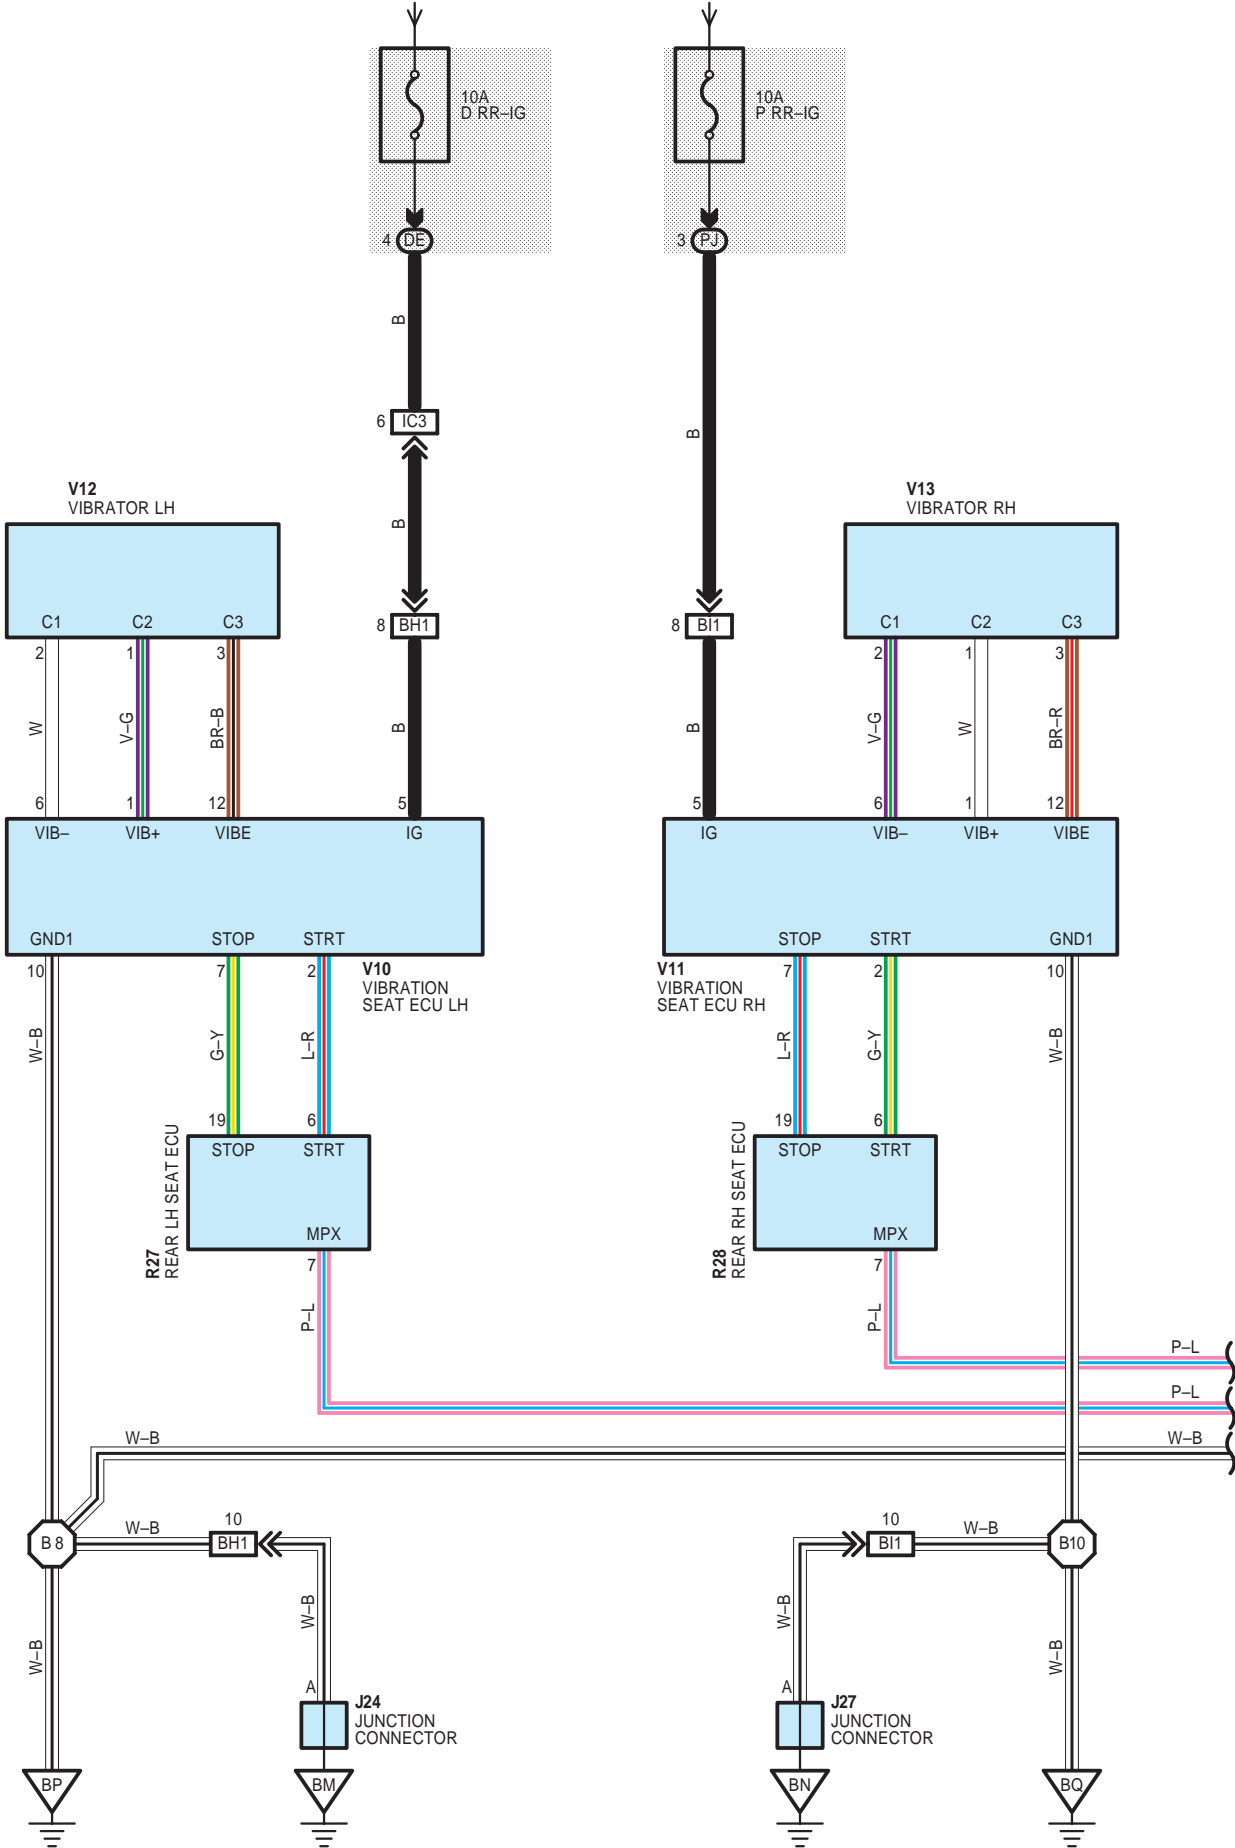 10A
D RR–IG
10A
P RR–IG
4 DE
3 PJ
B
6 IC3
B
B
V12
VIBRATOR LH
V13
VIBRATOR RH
B
8 BH1
8 BI1
C1 C2 C3
C1 C2 C3
2 1 3
2 1 3
W V–G BR–B B
B V–G W BR–R
6 1 12 5
5 6 1 12
VIB– VIB+ VIBE IG
IG VIB– VIB+ VIBE
GND1 STOP STRT
STOP STRT GND1
10 7 2
7 2 10
V10
VIBRATION
SEAT ECU LH
V11
VIBRATION
SEAT ECU RH
W–B G–Y L–R
L–R G–Y W–B
19 6
19 6
STOP STRT
STOP STRT
R27
REAR LH SEAT ECU
R28
REAR RH SEAT ECU
MPX
MPX
7
7
P–L
P–L
P–L
P–L
W–B
W–B
B 8
W–B
10
BH1
10
BI1
W–B
B10
W–B
W–B
W–B
W–B
A
J24
JUNCTION
CONNECTOR
A
J27
JUNCTION
CONNECTOR
BP
BM
BN
BQ